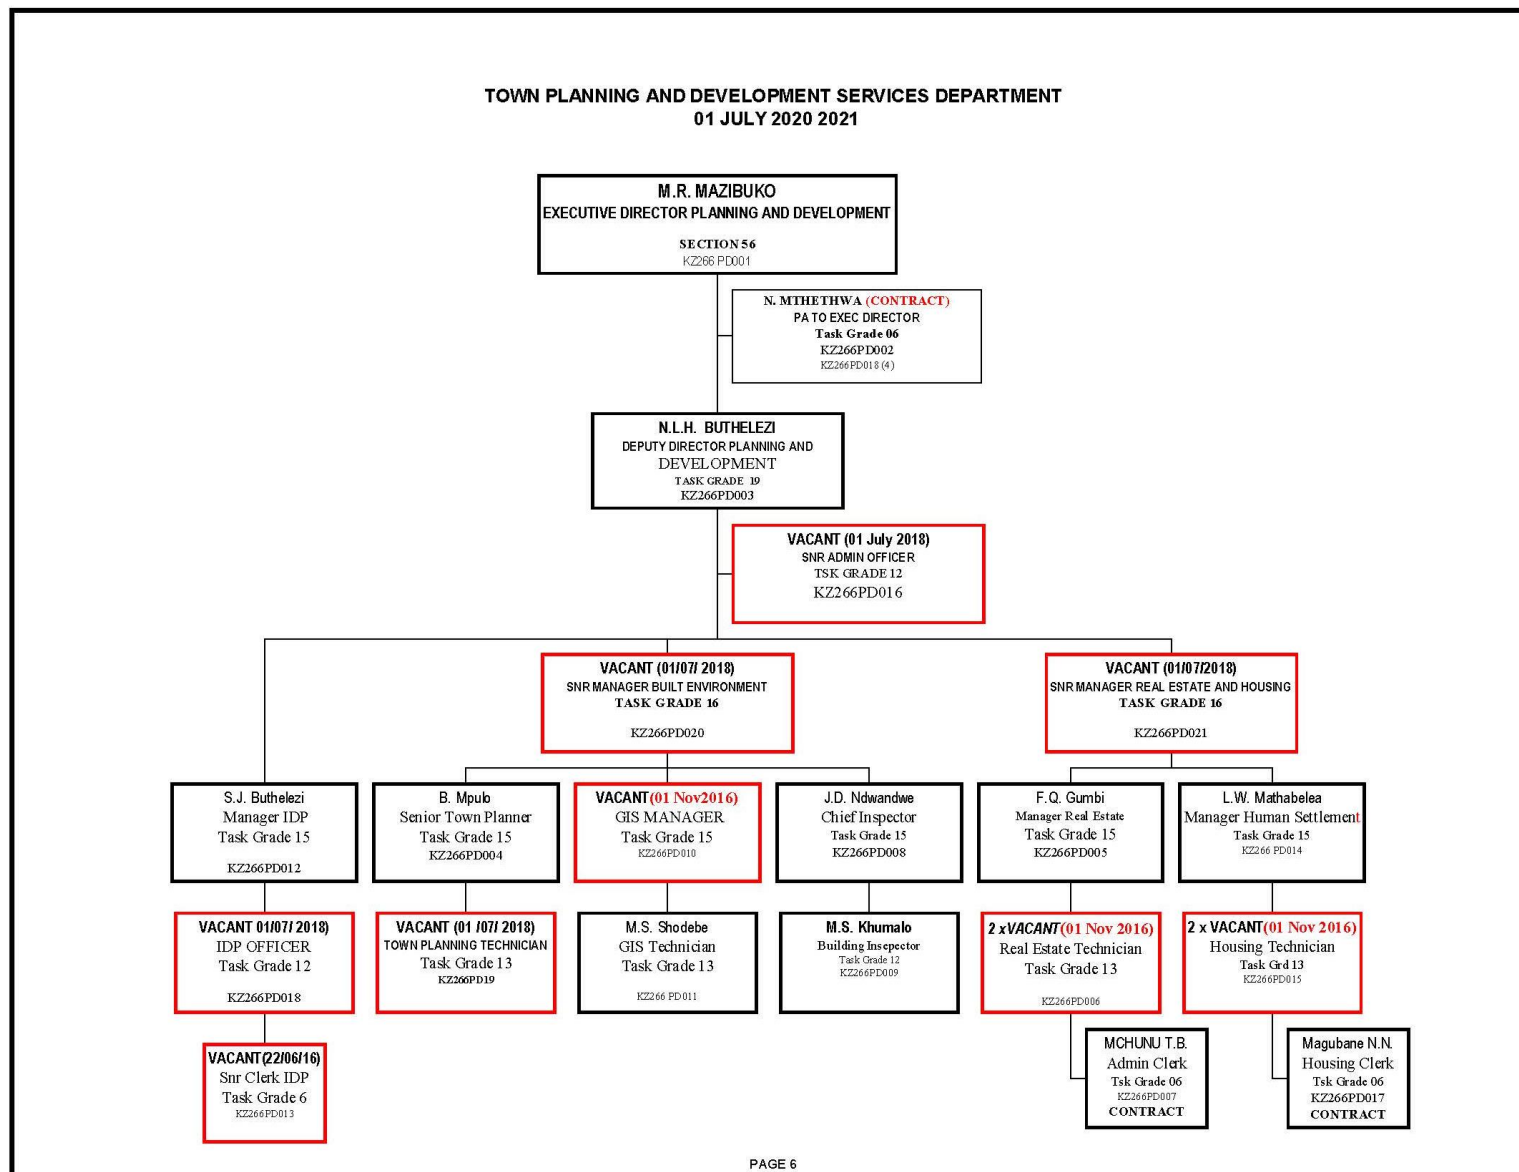 TOWN PLANNING AND DEVELOPMENT SERVICES DEPARTMENT
01 JULY 2020 2021
M.R. MAZIBUKO
EXECUTIVE DIRECTOR PLANNING AND DEVELOPMENT
SECTION 56
KZ266 PD001
N. MTHETHWA (CONTRACT)
PA TO EXEC DIRECTOR
Task Grade 06
KZ266PD002
KZ266PD018 (4)
N.L.H. BUTHELEZI
DEPUTY DIRECTOR PLANNING AND
DEVELOPMENT
TASK GRADE 19
KZ266PD003
VACANT (01 July 2018)
SNR ADMIN OFFICER
TSK GRADE 12
KZ266PD016
VACANT (01/07/ 2018)
SNR MANAGER BUILT ENVIRONMENT
TASK GRADE 16
KZ266PD020
VACANT (01/07/2018)
SNR MANAGER REAL ESTATE AND HOUSING
TASK GRADE 16
KZ266PD021
S.J. Buthelezi
Manager IDP
Task Grade 15
KZ266PD012
B. Mpulo
Senior Town Planner
Task Grade 15
KZ266PD004
VACANT(01 Nov2016)
GIS MANAGER
Task Grade 15
KZ266PD010
J.D. Ndwandwe
Chief Inspector
Task Grade 15
KZ266PD008
F.Q. Gumbi
Manager Real Estate
Task Grade 15
KZ266PD005
L.W. Mathabelea
Manager Human Settlement
Task Grade 15
KZ266 PD014
VACANT 01/07/ 2018)
IDP OFFICER
Task Grade 12
KZ266PD018
VACANT (01 /07/ 2018)
TOWN PLANNING TECHNICIAN
Task Grade 13
KZ266PD19
M.S. Shodebe
GIS Technician
Task Grade 13
KZ266 PD011
M.S. Khumalo
Building Insepector
Task Grade 12
KZ266PD009
2 x VACANT(01 Nov 2016)
Real Estate Technician
Task Grade 13
KZ266PD006
2 x VACANT(01 Nov 2016)
Housing Technician
Task Grd 13
KZ266PD015
VACANT(22/06/16)
Snr Clerk IDP
Task Grade 6
KZ266PD013
MCHUNU T.B.
Admin Clerk
Tsk Grade 06
KZ266PD007
CONTRACT
Magubane N.N.
Housing Clerk
Tsk Grade 06
KZ266PD017
CONTRACT
PAGE 6